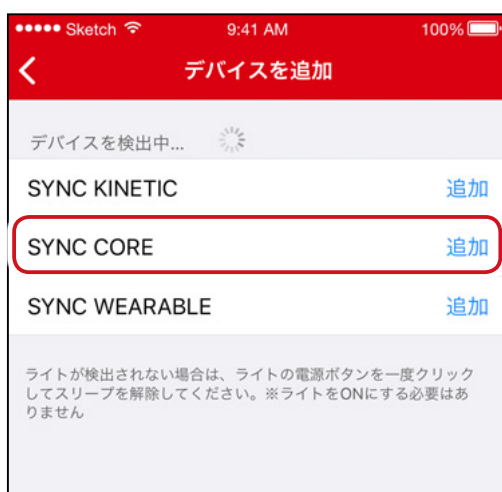 ●●●●● Sketch 9:41 AM 100%
デバイスを追加
デバイスを検出中...
SYNC KINETIC 追加
SYNC CORE 追加
SYNC WEARABLE 追加
ライトが検出されない場合は、ライトの電源ボタンを一度クリック
してスリープを解除してください。※ライトをONにする必要はあ
りません